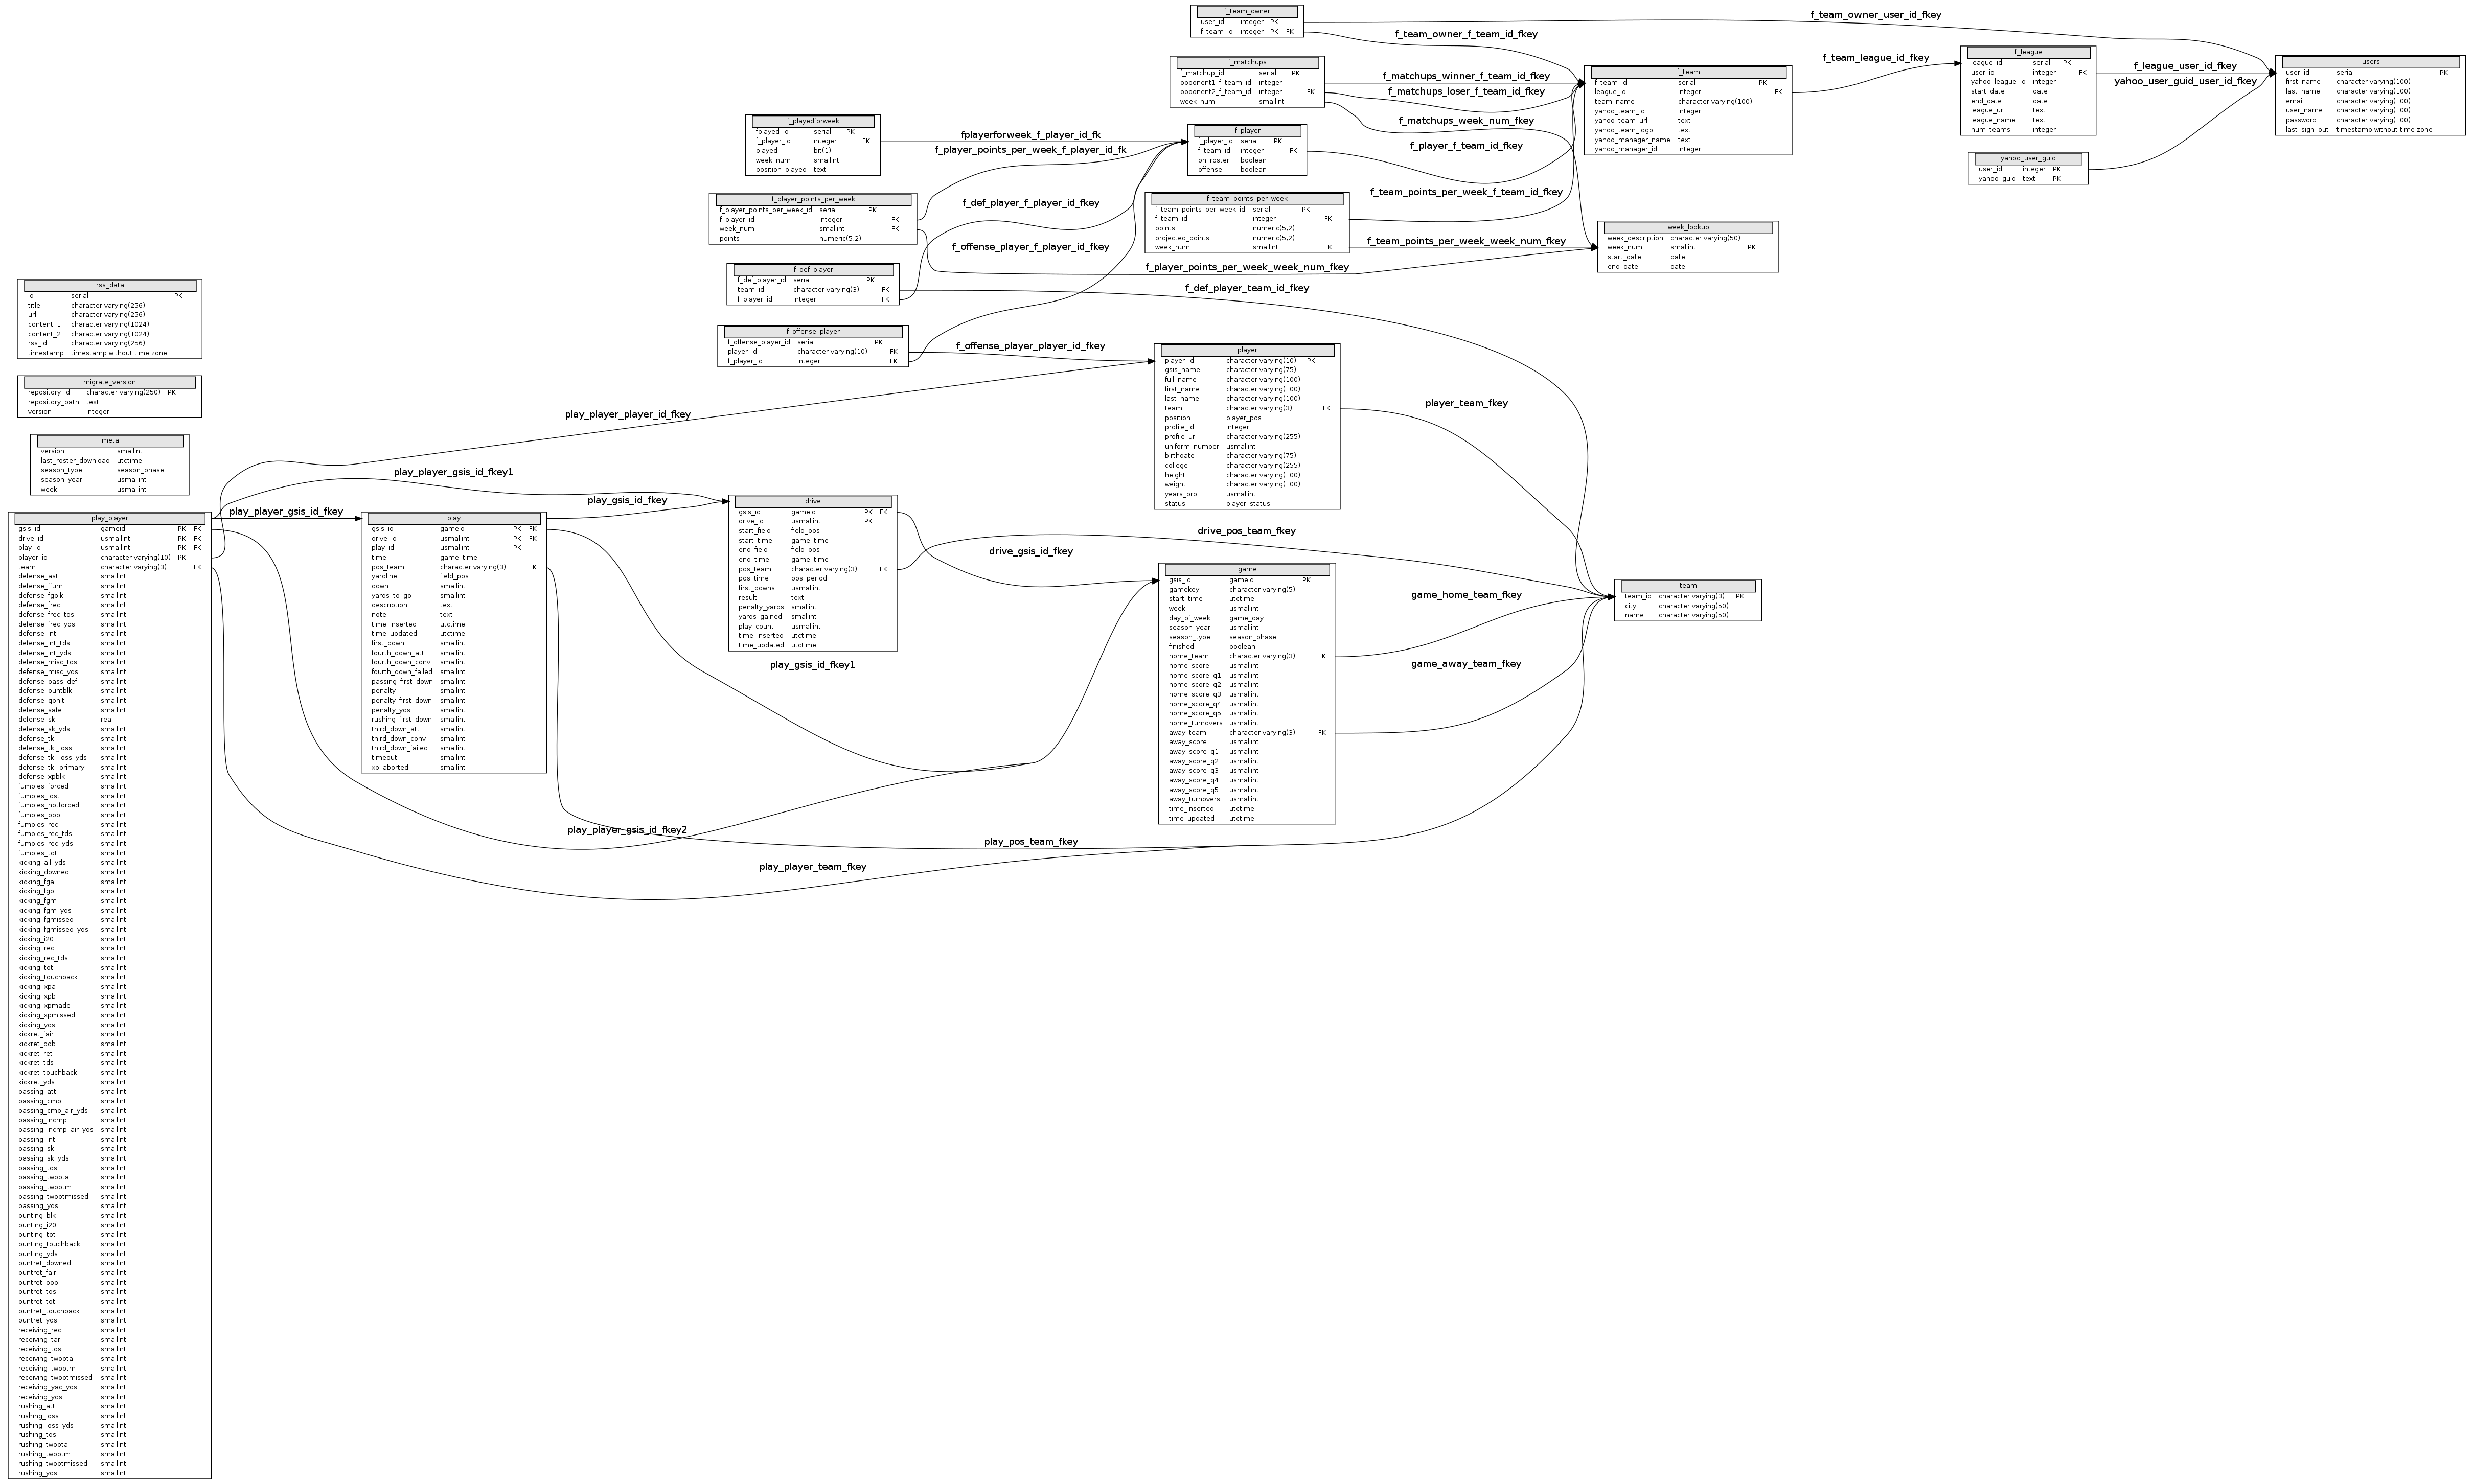 f_team_owner
user_id integer PK
f_team_id integer PK FK
f_team_owner_user_id_fkey
f_team_owner_f_team_id_fkey
f_matchups
f_matchup_id serial PK
opponent1_f_team_id integer
opponent2_f_team_id integer FK
week_num smallint
f_matchups_winner_f_team_id_fkey
f_matchups_loser_f_team_id_fkey
f_matchups_week_num_fkey
f_team
f_team_id serial PK
league_id integer FK
team_name character varying(100)
yahoo_team_id integer
yahoo_team_url text
yahoo_team_logo text
yahoo_manager_name text
yahoo_manager_id integer
f_team_league_id_fkey
f_league
league_id serial PK
user_id integer FK
yahoo_league_id integer
start_date date
end_date date
league_url text
league_name text
num_teams integer
f_league_user_id_fkey
yahoo_user_guid_user_id_fkey
users
user_id serial PK
first_name character varying(100)
last_name character varying(100)
email character varying(100)
user_name character varying(100)
password character varying(100)
last_sign_out timestamp without time zone
yahoo_user_guid
user_id integer PK
yahoo_guid text PK
f_playedforweek
fplayed_id serial PK
f_player_id integer FK
played bit(1)
week_num smallint
position_played text
fplayerforweek_f_player_id_fk
f_player_points_per_week_f_player_id_fk
f_player
f_player_id serial PK
f_team_id integer FK
on_roster boolean
offense boolean
f_player_f_team_id_fkey
f_player_points_per_week
f_player_points_per_week_id serial PK
f_player_id integer FK
week_num smallint FK
points numeric(5,2)
f_def_player_f_player_id_fkey
f_offense_player_f_player_id_fkey
f_team_points_per_week
f_team_points_per_week_id serial PK
f_team_id integer FK
points numeric(5,2)
projected_points numeric(5,2)
week_num smallint FK
f_team_points_per_week_f_team_id_fkey
f_team_points_per_week_week_num_fkey
f_player_points_per_week_week_num_fkey
week_lookup
week_description character varying(50)
week_num smallint PK
start_date date
end_date date
f_def_player
f_def_player_id serial PK
team_id character varying(3) FK
f_player_id integer FK
f_def_player_team_id_fkey
rss_data
id serial PK
title character varying(256)
url character varying(256)
content_1 character varying(1024)
content_2 character varying(1024)
rss_id character varying(256)
timestamp timestamp without time zone
f_offense_player
f_offense_player_id serial PK
player_id character varying(10) FK
f_player_id integer FK
f_offense_player_player_id_fkey
player
player_id character varying(10) PK
gsis_name character varying(75)
full_name character varying(100)
first_name character varying(100)
last_name character varying(100)
team character varying(3) FK
position player_pos
profile_id integer
profile_url character varying(255)
uniform_number usmallint
birthdate character varying(75)
college character varying(255)
height character varying(100)
weight character varying(100)
years_pro usmallint
status player_status
player_team_fkey
migrate_version
repository_id character varying(250) PK
repository_path text
version integer
play_player_player_id_fkey
meta
version smallint
last_roster_download utctime
season_type season_phase
season_year usmallint
week usmallint
play_player_gsis_id_fkey1
play_gsis_id_fkey
play_player_gsis_id_fkey
play_player
gsis_id gameid PK FK
drive_id usmallint PK FK
play_id usmallint PK FK
player_id character varying(10) PK
team character varying(3) FK
defense_ast smallint
defense_ffum smallint
defense_fgblk smallint
defense_frec smallint
defense_frec_tds smallint
defense_frec_yds smallint
defense_int smallint
defense_int_tds smallint
defense_int_yds smallint
defense_misc_tds smallint
defense_misc_yds smallint
defense_pass_def smallint
defense_puntblk smallint
defense_qbhit smallint
defense_safe smallint
defense_sk real
defense_sk_yds smallint
defense_tkl smallint
defense_tkl_loss smallint
defense_tkl_loss_yds smallint
defense_tkl_primary smallint
defense_xpblk smallint
fumbles_forced smallint
fumbles_lost smallint
fumbles_notforced smallint
fumbles_oob smallint
fumbles_rec smallint
fumbles_rec_tds smallint
fumbles_rec_yds smallint
fumbles_tot smallint
kicking_all_yds smallint
kicking_downed smallint
kicking_fga smallint
kicking_fgb smallint
kicking_fgm smallint
kicking_fgm_yds smallint
kicking_fgmissed smallint
kicking_fgmissed_yds smallint
kicking_i20 smallint
kicking_rec smallint
kicking_rec_tds smallint
kicking_tot smallint
kicking_touchback smallint
kicking_xpa smallint
kicking_xpb smallint
kicking_xpmade smallint
kicking_xpmissed smallint
kicking_yds smallint
kickret_fair smallint
kickret_oob smallint
kickret_ret smallint
kickret_tds smallint
kickret_touchback smallint
kickret_yds smallint
passing_att smallint
passing_cmp smallint
passing_cmp_air_yds smallint
passing_incmp smallint
passing_incmp_air_yds smallint
passing_int smallint
passing_sk smallint
passing_sk_yds smallint
passing_tds smallint
passing_twopta smallint
passing_twoptm smallint
passing_twoptmissed smallint
passing_yds smallint
punting_blk smallint
punting_i20 smallint
punting_tot smallint
punting_touchback smallint
punting_yds smallint
puntret_downed smallint
puntret_fair smallint
puntret_oob smallint
puntret_tds smallint
puntret_tot smallint
puntret_touchback smallint
puntret_yds smallint
receiving_rec smallint
receiving_tar smallint
receiving_tds smallint
receiving_twopta smallint
receiving_twoptm smallint
receiving_twoptmissed smallint
receiving_yac_yds smallint
receiving_yds smallint
rushing_att smallint
rushing_loss smallint
rushing_loss_yds smallint
rushing_tds smallint
rushing_twopta smallint
rushing_twoptm smallint
rushing_twoptmissed smallint
rushing_yds smallint
play
gsis_id gameid PK FK
drive_id usmallint PK FK
play_id usmallint PK
time game_time
pos_team character varying(3) FK
yardline field_pos
down smallint
yards_to_go smallint
description text
note text
time_inserted utctime
time_updated utctime
first_down smallint
fourth_down_att smallint
fourth_down_conv smallint
fourth_down_failed smallint
passing_first_down smallint
penalty smallint
penalty_first_down smallint
penalty_yds smallint
rushing_first_down smallint
third_down_att smallint
third_down_conv smallint
third_down_failed smallint
timeout smallint
xp_aborted smallint
drive
gsis_id gameid PK FK
drive_id usmallint PK
start_field field_pos
start_time game_time
end_field field_pos
end_time game_time
pos_team character varying(3) FK
pos_time pos_period
first_downs usmallint
result text
penalty_yards smallint
yards_gained smallint
play_count usmallint
time_inserted utctime
time_updated utctime
drive_pos_team_fkey
drive_gsis_id_fkey
play_gsis_id_fkey1
game
gsis_id gameid PK
gamekey character varying(5)
start_time utctime
week usmallint
day_of_week game_day
season_year usmallint
season_type season_phase
finished boolean
home_team character varying(3) FK
home_score usmallint
home_score_q1 usmallint
home_score_q2 usmallint
home_score_q3 usmallint
home_score_q4 usmallint
home_score_q5 usmallint
home_turnovers usmallint
away_team character varying(3) FK
away_score usmallint
away_score_q1 usmallint
away_score_q2 usmallint
away_score_q3 usmallint
away_score_q4 usmallint
away_score_q5 usmallint
away_turnovers usmallint
time_inserted utctime
time_updated utctime
game_home_team_fkey
game_away_team_fkey
team
team_id character varying(3) PK
city character varying(50)
name character varying(50)
play_player_gsis_id_fkey2
play_pos_team_fkey
play_player_team_fkey